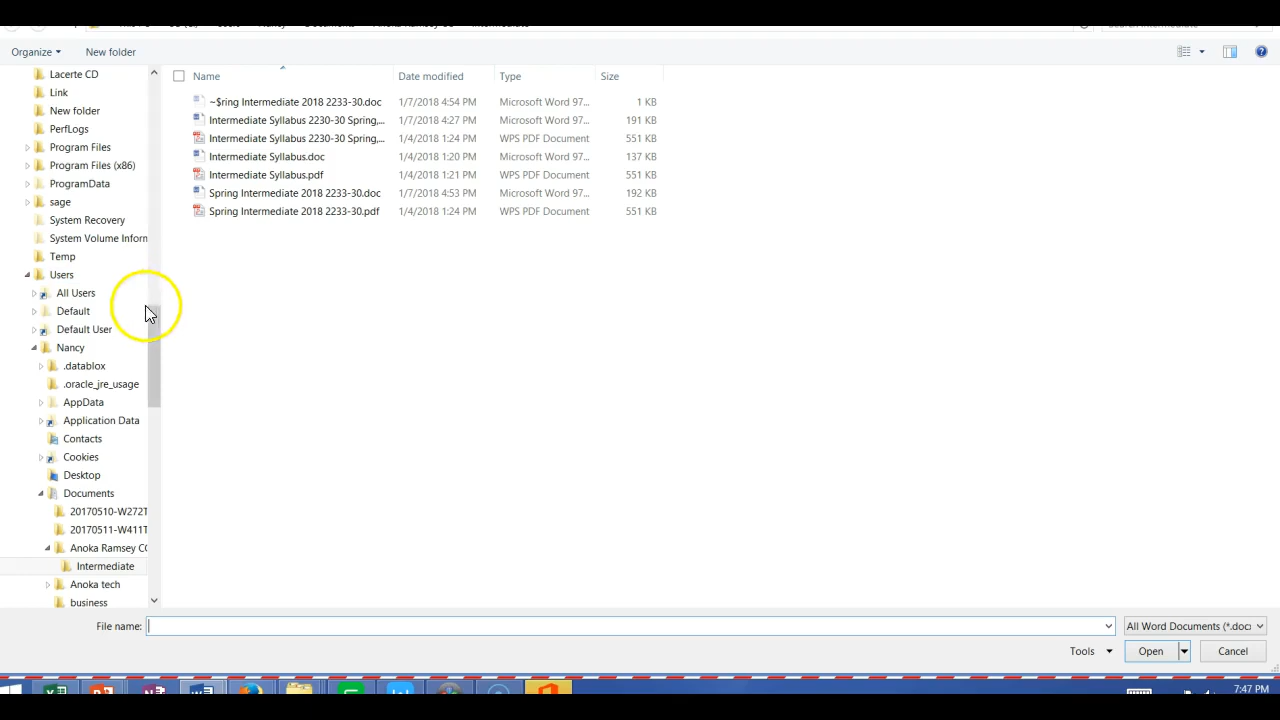 Organize
New folder
Name
Date modified
Type
Size
Lacerte CD
Link
New folder
PerfLogs
Program Files
Program Files (x86)
ProgramData
sage
System Recovery
System Volume Inforn
Temp
Users
All Users
Default
Default User
Nancy
.datablox
.oracle_jre_usage
AppData
Application Data
Contacts
Cookies
Desktop
Documents
20170510-W272T
20170511-W411T
Anoka Ramsey CC
Intermediate
Anoka tech
business
~$ring Intermediate 2018 2233-30.doc 1/7/2018 4:54 PM Microsoft Word 97... 1 KB
Intermediate Syllabus 2230-30 Spring,... 1/7/2018 4:27 PM Microsoft Word 97... 191 KB
Intermediate Syllabus 2230-30 Spring,... 1/4/2018 1:24 PM WPS PDF Document 551 KB
Intermediate Syllabus.doc 1/4/2018 1:20 PM Microsoft Word 97... 137 KB
Intermediate Syllabus.pdf 1/4/2018 1:21 PM WPS PDF Document 551 KB
Spring Intermediate 2018 2233-30.doc 1/7/2018 4:53 PM Microsoft Word 97... 192 KB
Spring Intermediate 2018 2233-30.pdf 1/4/2018 1:24 PM WPS PDF Document 551 KB
File name:
All Word Documents (*.doc
Tools
Open
Cancel
7:47 PM